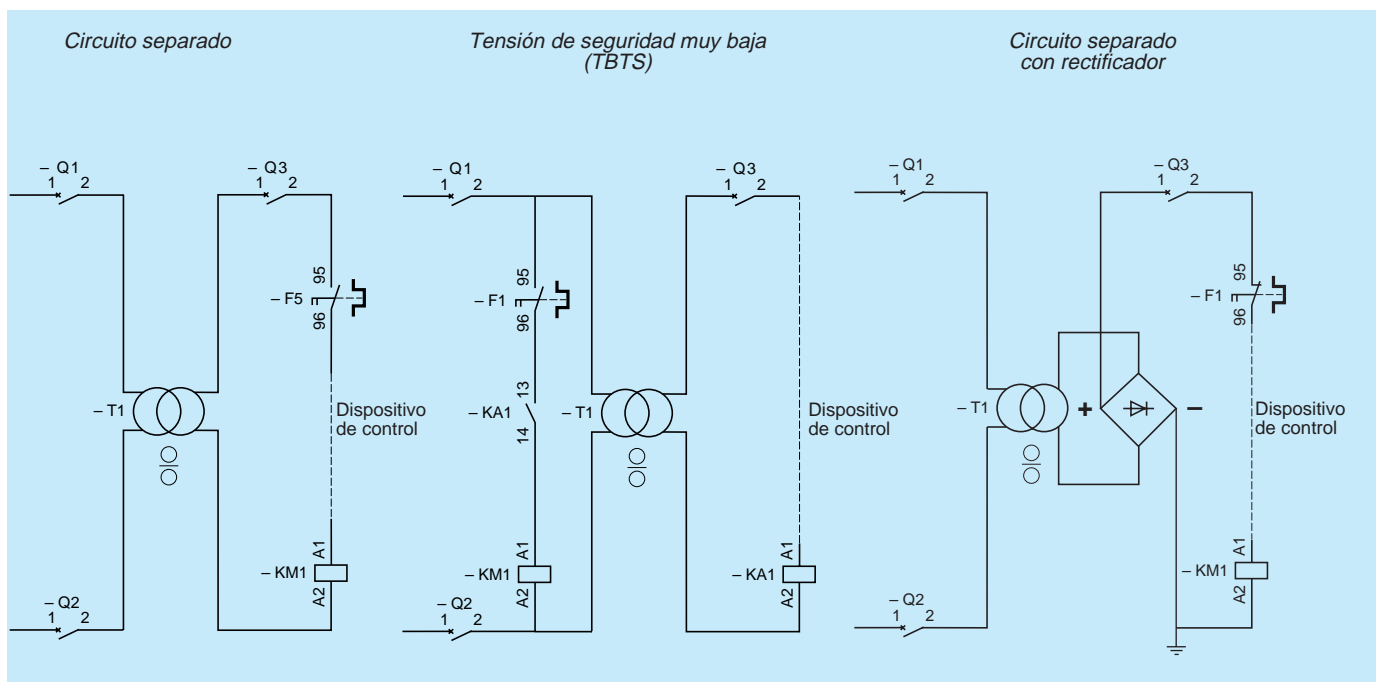 Circuito separado
– Q1
1 2
– Q3
1 2
95
– F5
96
– T1
Dispositivo
de control
A1
– KM1
A2
– Q2
1 2
Tensión de seguridad muy baja
(TBTS)
– Q1
1 2
– Q3
1 2
95
– F1
96
13
– KA1
14
– T1
Dispositivo
de control
A1
– KM1
A2
A1
– KA1
A2
– Q2
1 2
Circuito separado
con rectificador
– Q1
1 2
– Q3
1 2
95
– F1
96
– T1
+
–
Dispositivo
de control
A1
– KM1
A2
– Q2
1 2